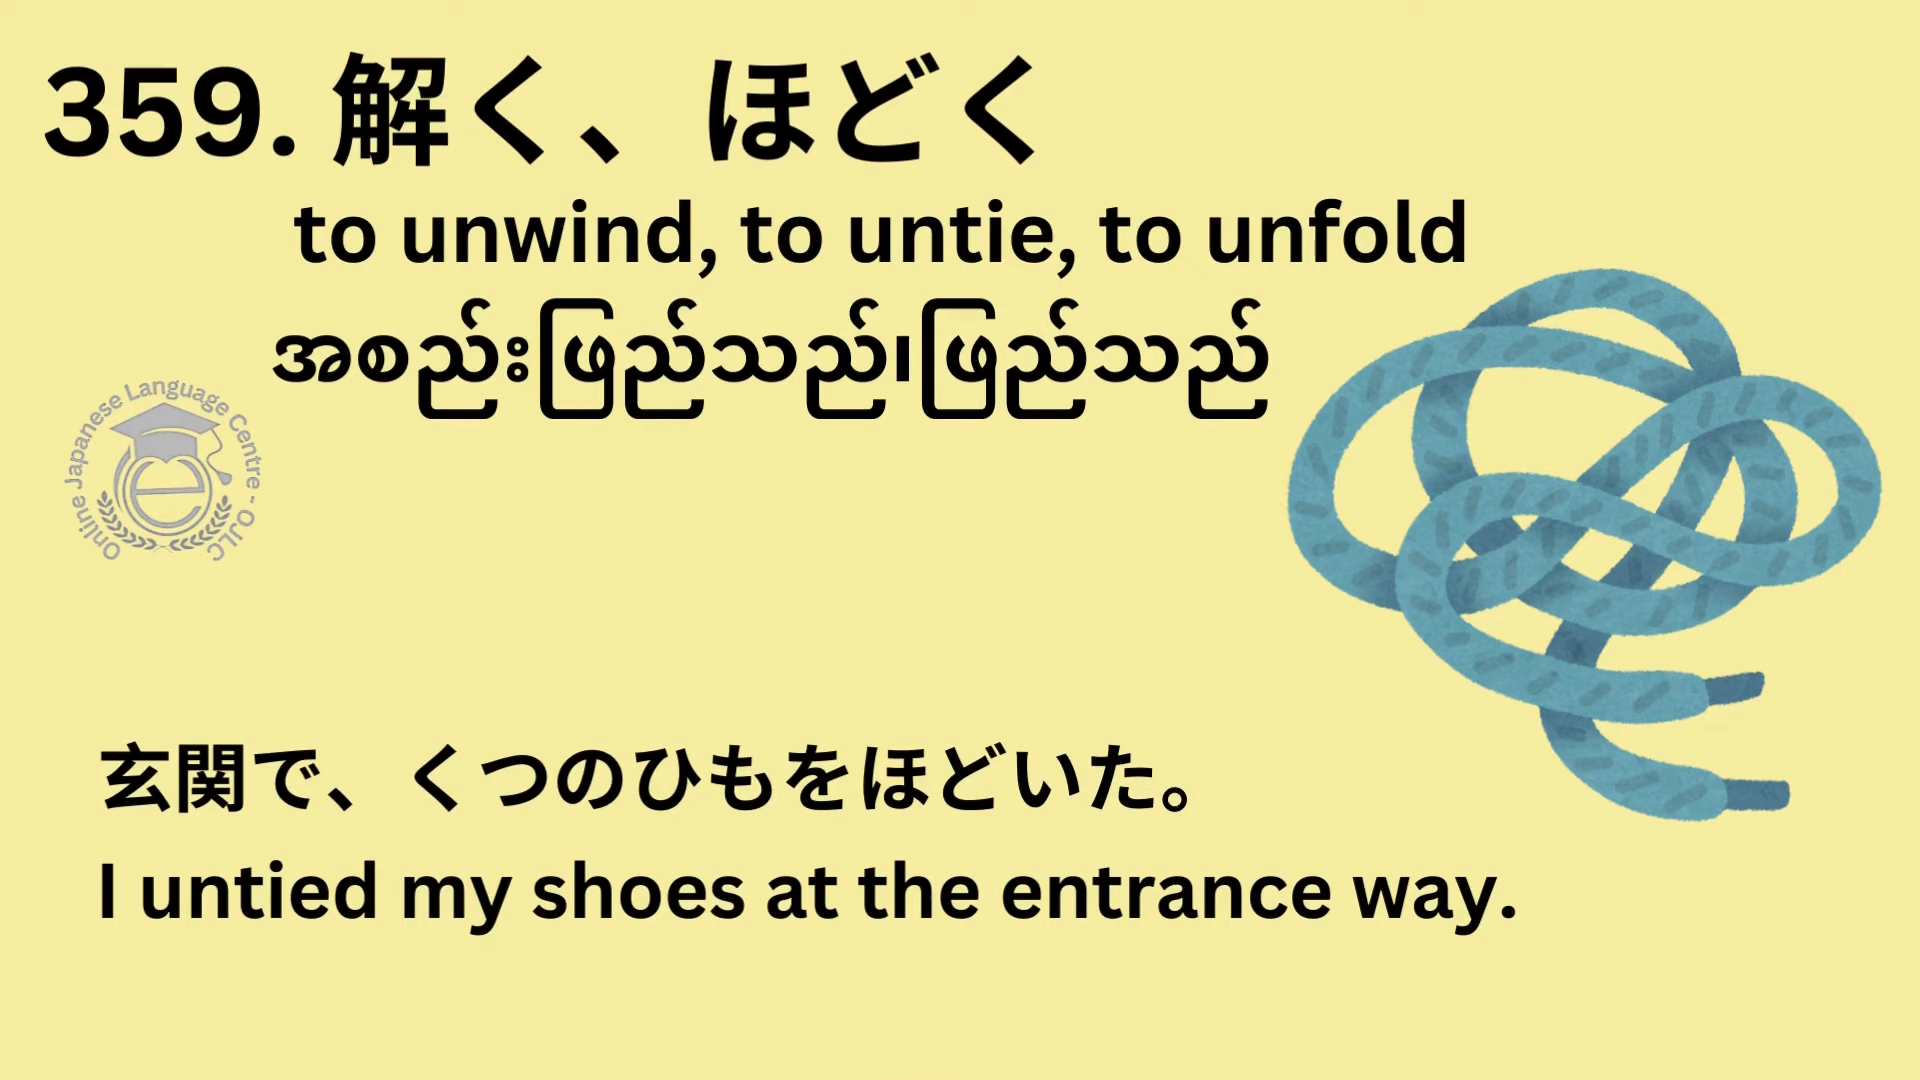 359. 解く、ほどく
to unwind, to untie, to unfold
အစည်းဖြည်သည်၊ဖြည်သည်
Online Japanese Language Centre - OJLC
玄関で、くつのひもをほどいた。
I untied my shoes at the entrance way.